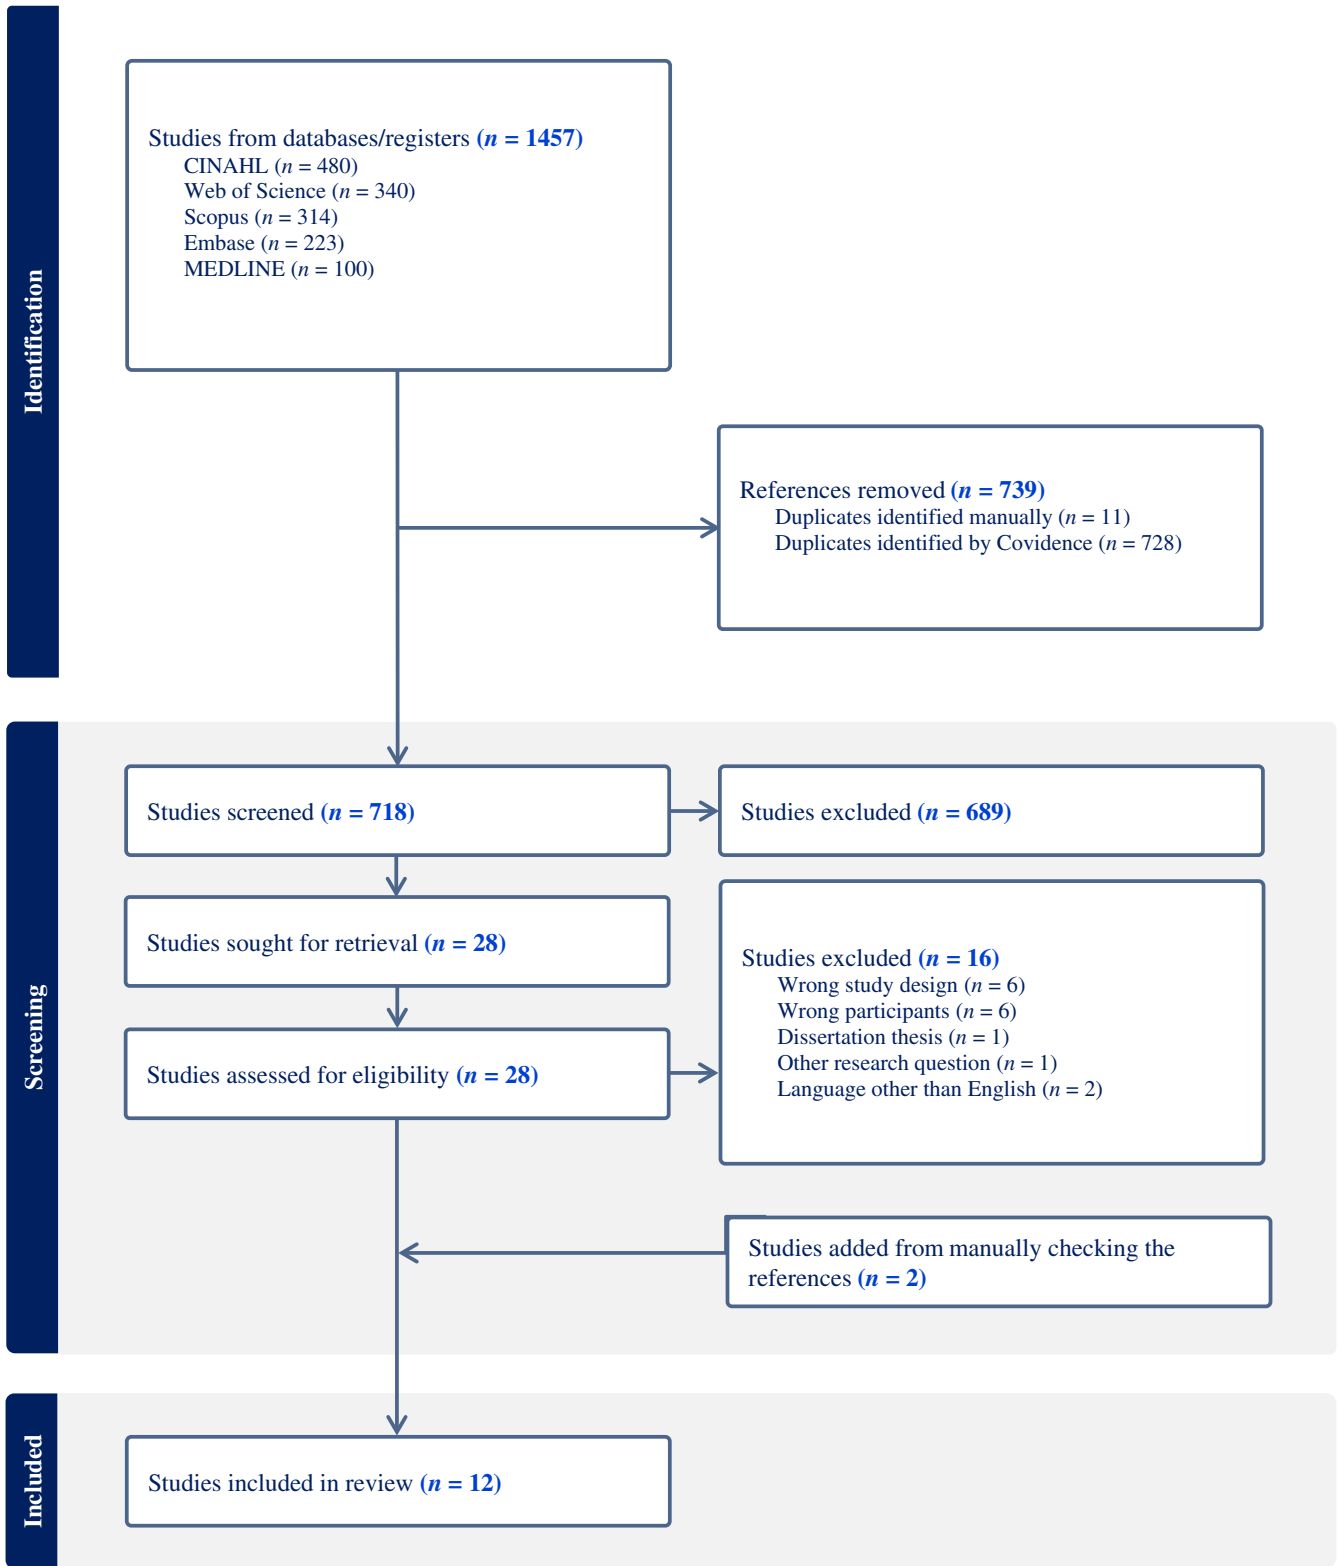 Identification
Studies from databases/registers (n = 1457)
CINAHL (n = 480)
Web of Science (n = 340)
Scopus (n = 314)
Embase (n = 223)
MEDLINE (n = 100)
References removed (n = 739)
Duplicates identified manually (n = 11)
Duplicates identified by Covidence (n = 728)
Screening
Studies screened (n = 718)
Studies excluded (n = 689)
Studies sought for retrieval (n = 28)
Studies assessed for eligibility (n = 28)
Studies excluded (n = 16)
Wrong study design (n = 6)
Wrong participants (n = 6)
Dissertation thesis (n = 1)
Other research question (n = 1)
Language other than English (n = 2)
Studies added from manually checking the
references (n = 2)
Included
Studies included in review (n = 12)